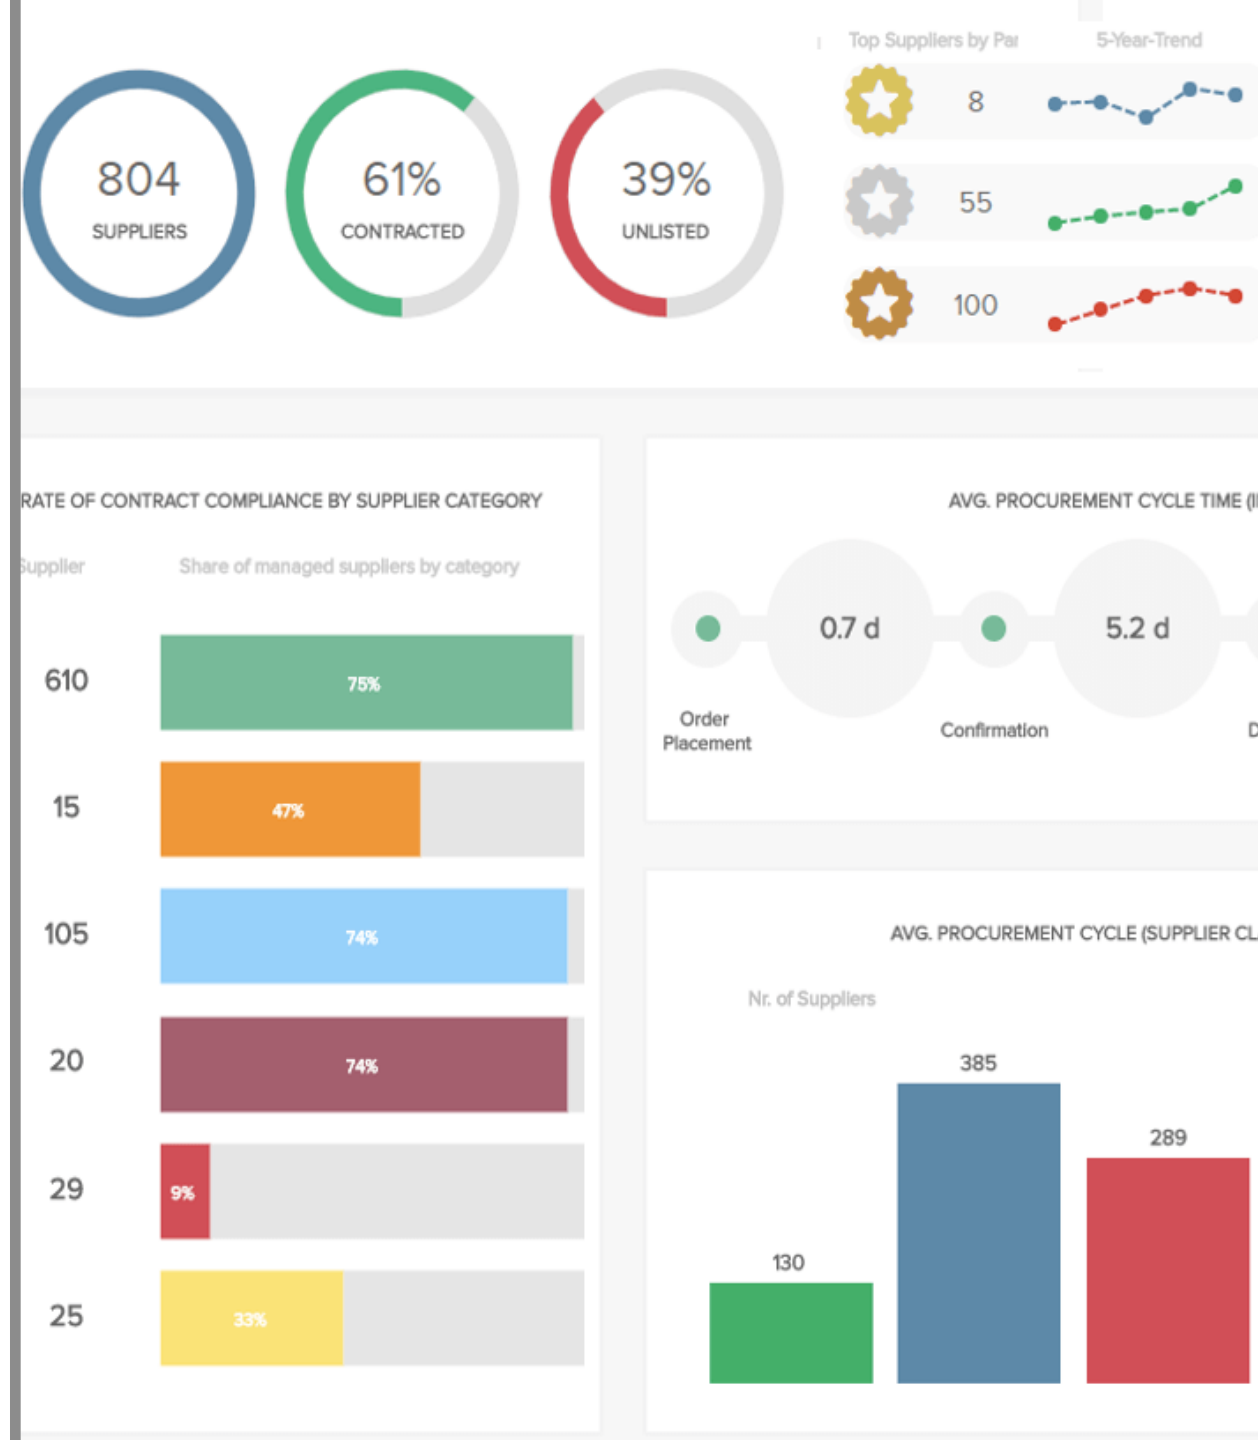 804
SUPPLIERS
61%
CONTRACTED
39%
UNLISTED
Top Suppliers by Par
5-Year-Trend
8
55
100
RATE OF CONTRACT COMPLIANCE BY SUPPLIER CATEGORY
Supplier
Share of managed suppliers by category
610
75%
15
47%
105
74%
20
74%
29
9%
25
33%
AVG. PROCUREMENT CYCLE TIME (I
0.7 d
5.2 d
Order
Placement
Confirmation
D
AVG. PROCUREMENT CYCLE (SUPPLIER CL
Nr. of Suppliers
130
385
289